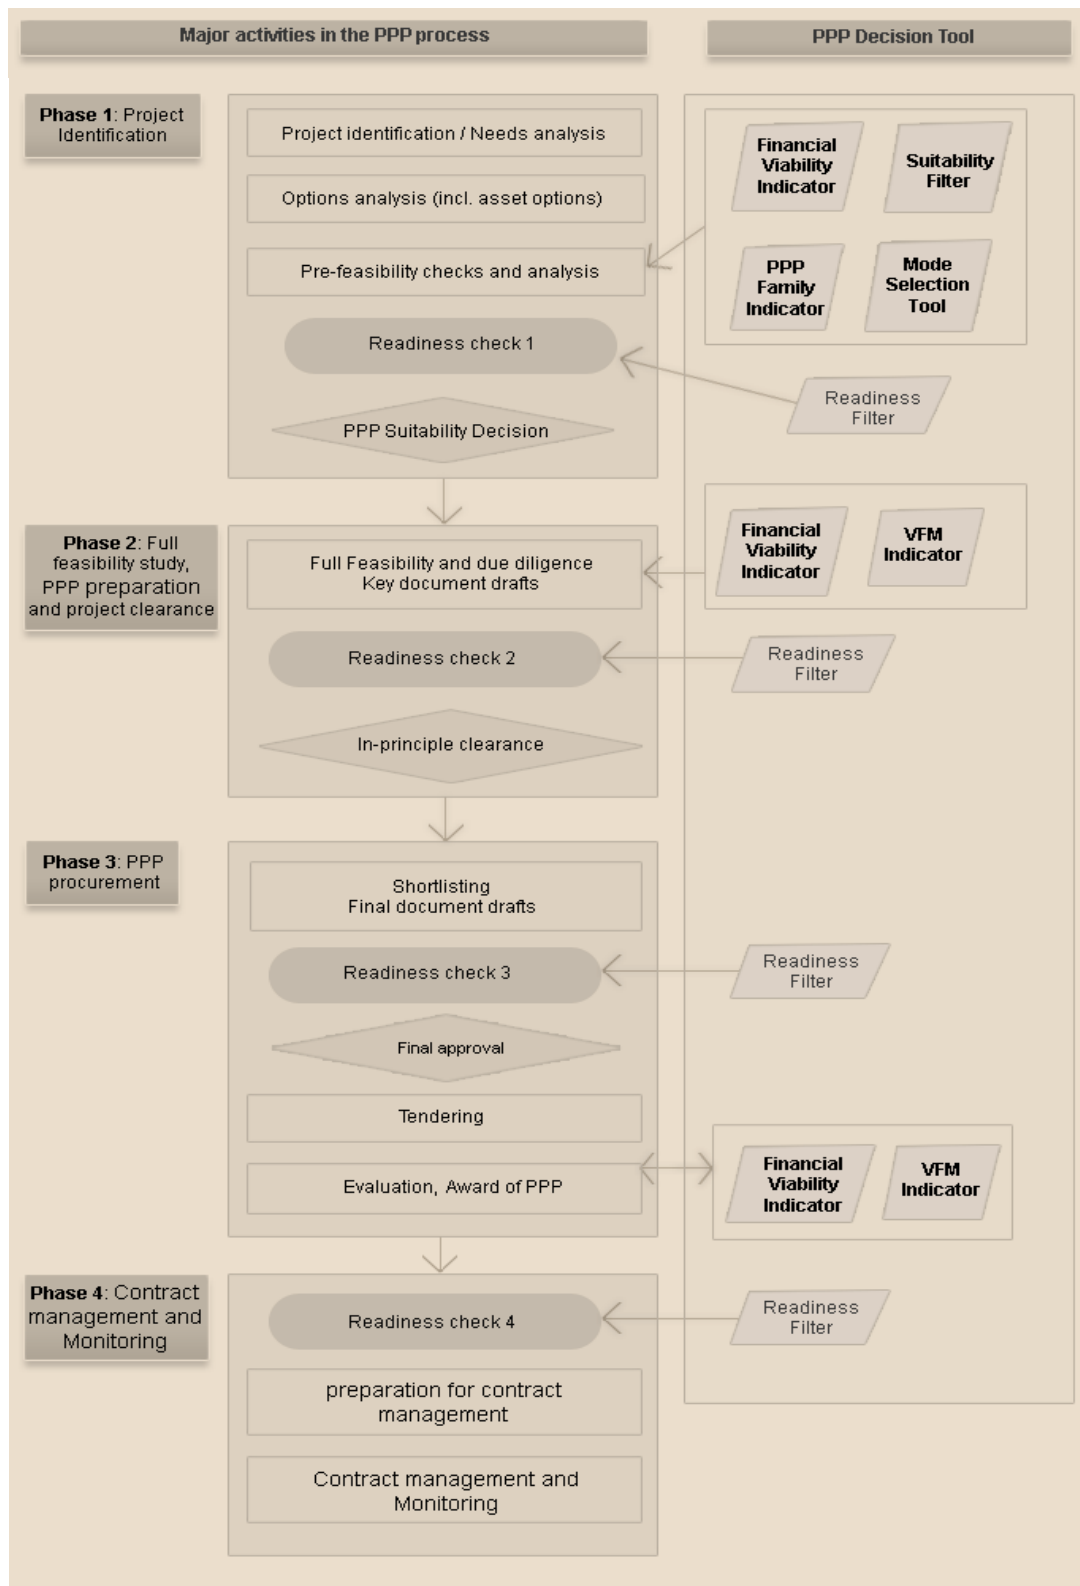 Major activities in the PPP process
PPP Decision Tool
Phase 1: Project
Identification
Project identification / Needs analysis
Options analysis (incl. asset options)
Pre-feasibility checks and analysis
Readiness check 1
PPP Suitability Decision
Financial
Viability
Indicator
Suitability
Filter
PPP
Family
Indicator
Mode
Selection
Tool
Readiness
Filter
Phase 2: Full
feasibility study,
PPP preparation
and project clearance
Full Feasibility and due diligence
Key document drafts
Readiness check 2
In-principle clearance
Financial
Viability
Indicator
VFM
Indicator
Readiness
Filter
Phase 3: PPP
procurement
Shortlisting
Final document drafts
Readiness check 3
Final approval
Tendering
Evaluation, Award of PPP
Readiness
Filter
Financial
Viability
Indicator
VFM
Indicator
Phase 4: Contract
management and
Monitoring
Readiness check 4
preparation for contract
management
Contract management and
Monitoring
Readiness
Filter